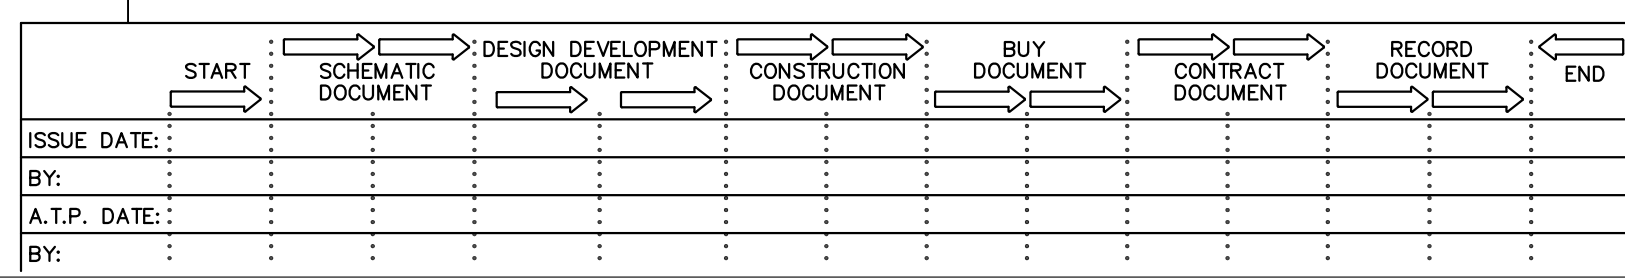 START
SCHEMATIC
DOCUMENT
DESIGN DEVELOPMENT
DOCUMENT
CONSTRUCTION
DOCUMENT
BUY
DOCUMENT
CONTRACT
DOCUMENT
RECORD
DOCUMENT
END
ISSUE DATE:
BY:
A.T.P. DATE:
BY: